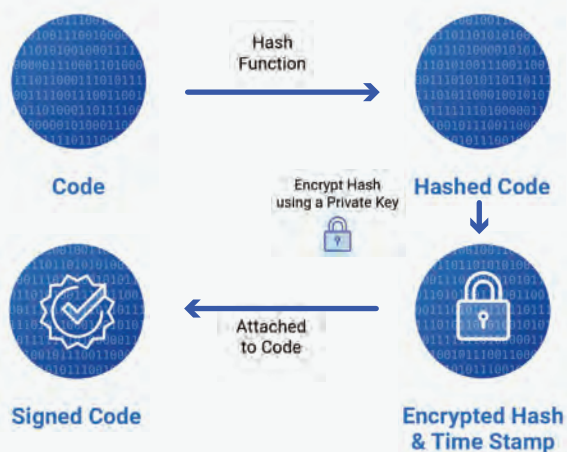 Hash
Function
Code
Hashed Code
Encrypt Hash
using a Private Key
Attached
to Code
Signed Code
Encrypted Hash
& Time Stamp